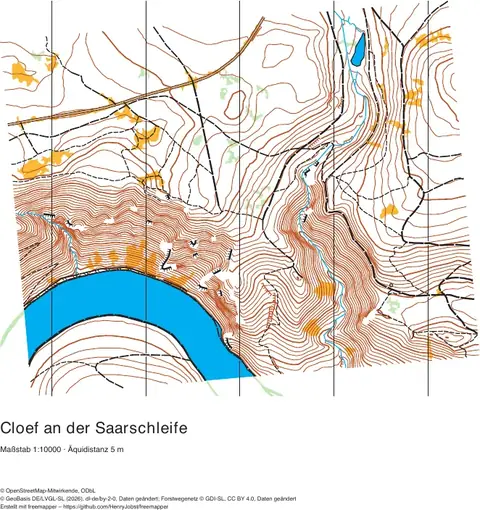 Cloef an der Saarschleife
Maßstab 1:10000 · Äquidistanz 5 m
© OpenStreetMap-Mitwirkende, ODbL
© GeoBasis DE/LVGL-SL (2026), dl-de/by-2-0, Daten geändert; Forstwegenetz © GDI-SL, CC BY 4.0, Daten geändert
Erstellt mit freemapper – https://github.com/HenryJobst/freemapper